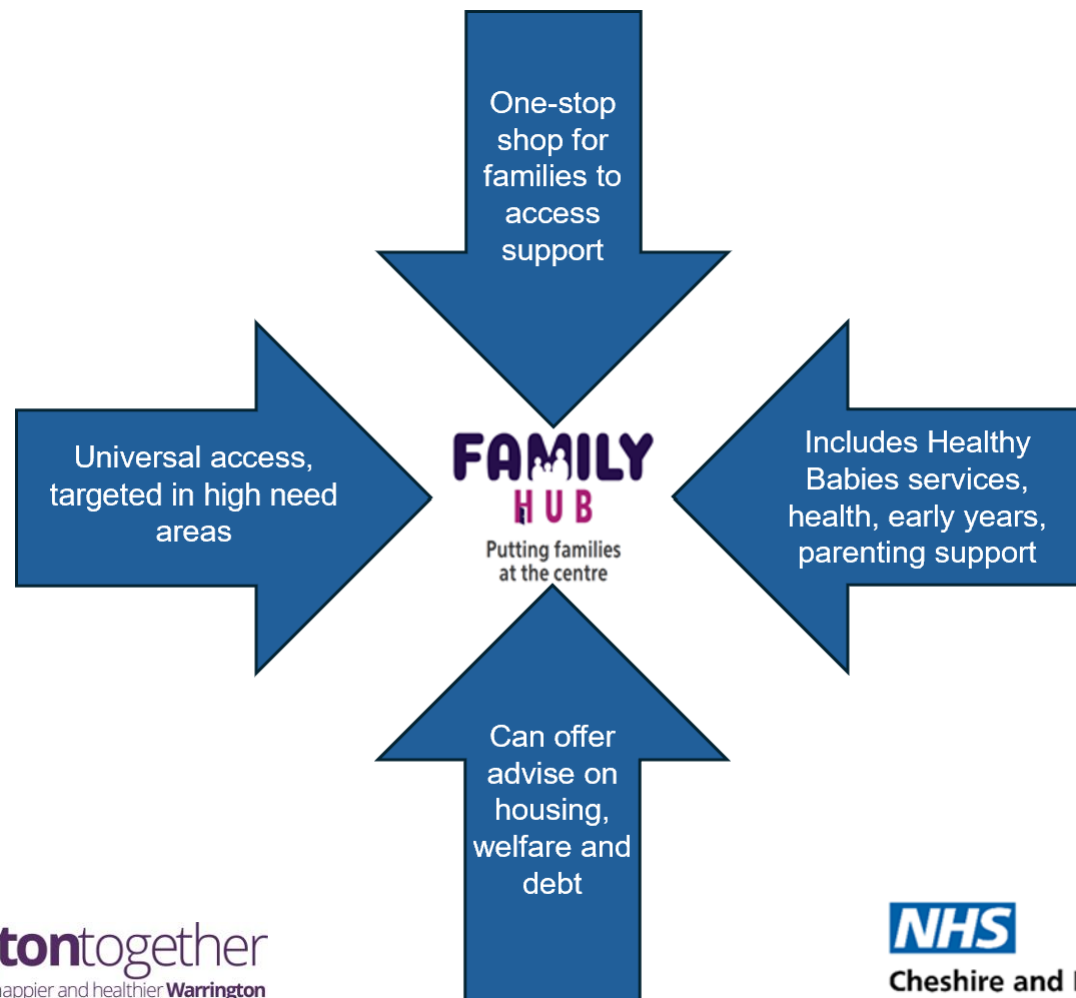 One-stop
shop for
families to
access
support
Universal access,
targeted in high need
areas
FAMILY
HUB
Putting families
at the centre
Includes Healthy
Babies services,
health, early years,
parenting support
Can offer
advise on
housing,
welfare and
debt
tontogether
happier and healthier Warrington
NHS
Cheshire and